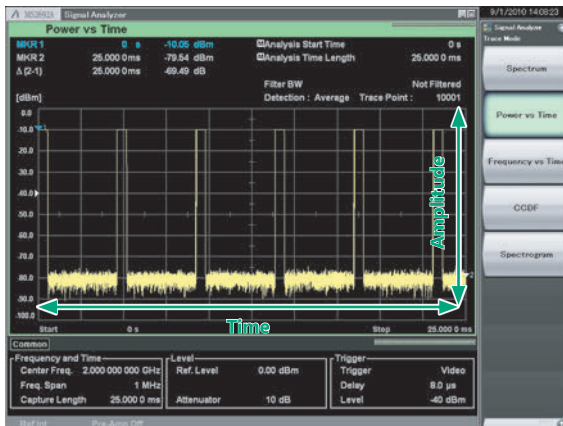 MS2692A Signal Analyzer
9/1/2010 14:08:23
Power vs Time
MKR 1 0 s -10.05 dBm
MKR 2 25.000 0 ms -79.54 dBm
Δ (2-1) 25.000 0 ms -69.49 dB
Analysis Start Time 0 s
Analysis Time Length 25.000 0 ms
Filter BW Not Filtered
Detection : Average Trace Point : 10001
[dBm]
0.0
-10.0
-20.0
-30.0
-40.0
-50.0
-60.0
-70.0
-80.0
-90.0
-100.0
1
2
Amplitude
Time
Start 0 s Stop 25.000 0 ms
Common
Frequency and Time
Center Freq. 2.000 000 000 GHz
Freq. Span 1 MHz
Capture Length 25.000 0 ms
Level
Ref. Level 0.00 dBm
Attenuator 10 dB
Trigger
Trigger Video
Delay 8.0 µs
Level -40 dBm
Ref.Int Pre-Amp Off
Signal Analyzer
Trace Mode
Spectrum
Power vs Time
Frequency vs Time
CCDF
Spectrogram